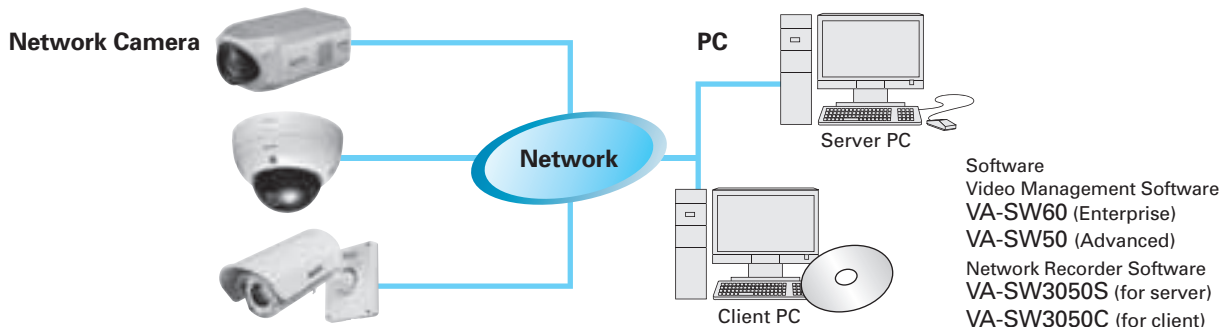 Network Camera
PC
Network
Server PC
Client PC
Software
Video Management Software
VA-SW60 (Enterprise)
VA-SW50 (Advanced)
Network Recorder Software
VA-SW3050S (for server)
VA-SW3050C (for client)